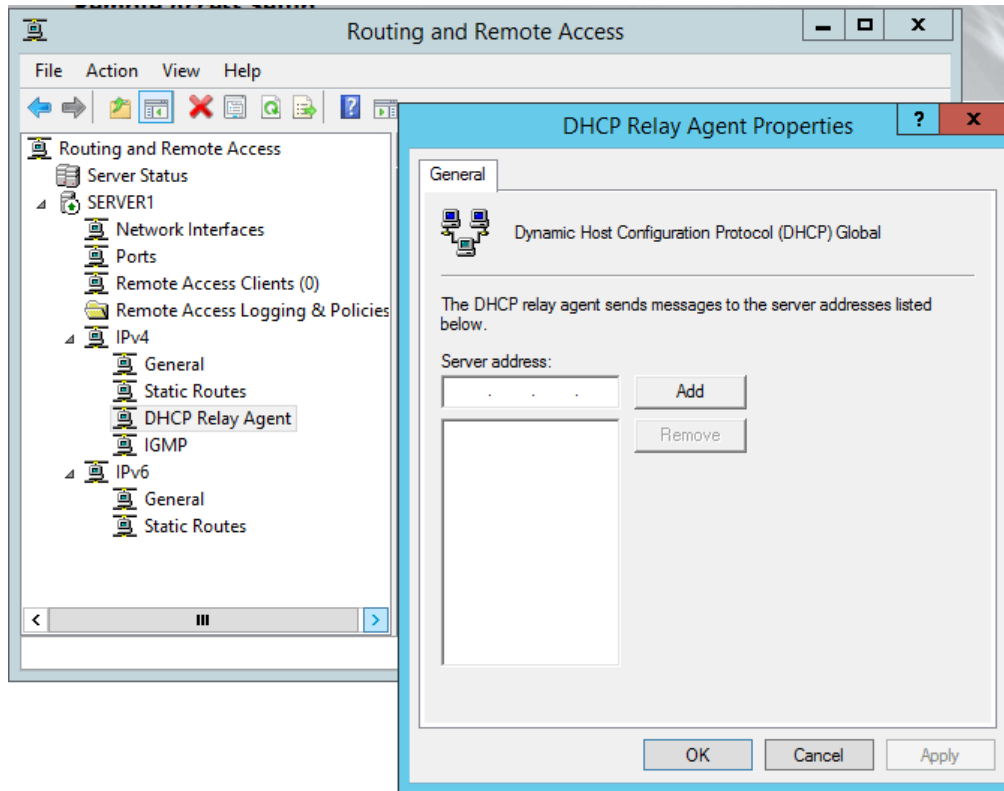 Routing and Remote Access
File Action View Help
Routing and Remote Access
Server Status
SERVER1
Network Interfaces
Ports
Remote Access Clients (0)
Remote Access Logging & Policies
IPv4
General
Static Routes
DHCP Relay Agent
IGMP
IPv6
General
Static Routes
DHCP Relay Agent Properties
General
Dynamic Host Configuration Protocol (DHCP) Global
The DHCP relay agent sends messages to the server addresses listed
below.
Server address:
. . .
Add
Remove
OK Cancel Apply